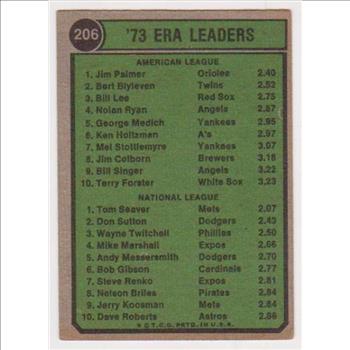 206
'73 ERA LEADERS
AMERICAN LEAGUE
1. Jim Palmer Orioles 2.40
2. Bert Blyleven Twins 2.52
3. Bill Lee Red Sox 2.75
4. Nolan Ryan Angels 2.87
5. George Medich Yankees 2.95
6. Ken Holtzman A's 2.97
7. Mel Stottlemyre Yankees 3.07
8. Jim Colborn Brewers 3.18
9. Bill Singer Angels 3.22
10. Terry Forster White Sox 3.23
NATIONAL LEAGUE
1. Tom Seaver Mets 2.07
2. Don Sutton Dodgers 2.43
3. Wayne Twitchell Phillies 2.50
4. Mike Marshall Expos 2.66
5. Andy Messersmith Dodgers 2.70
6. Bob Gibson Cardinals 2.77
7. Steve Renko Expos 2.81
8. Nelson Briles Pirates 2.84
9. Jerry Koosman Mets 2.84
10. Dave Roberts Astros 2.86
© T.C.G. PRTD. IN U.S.A.